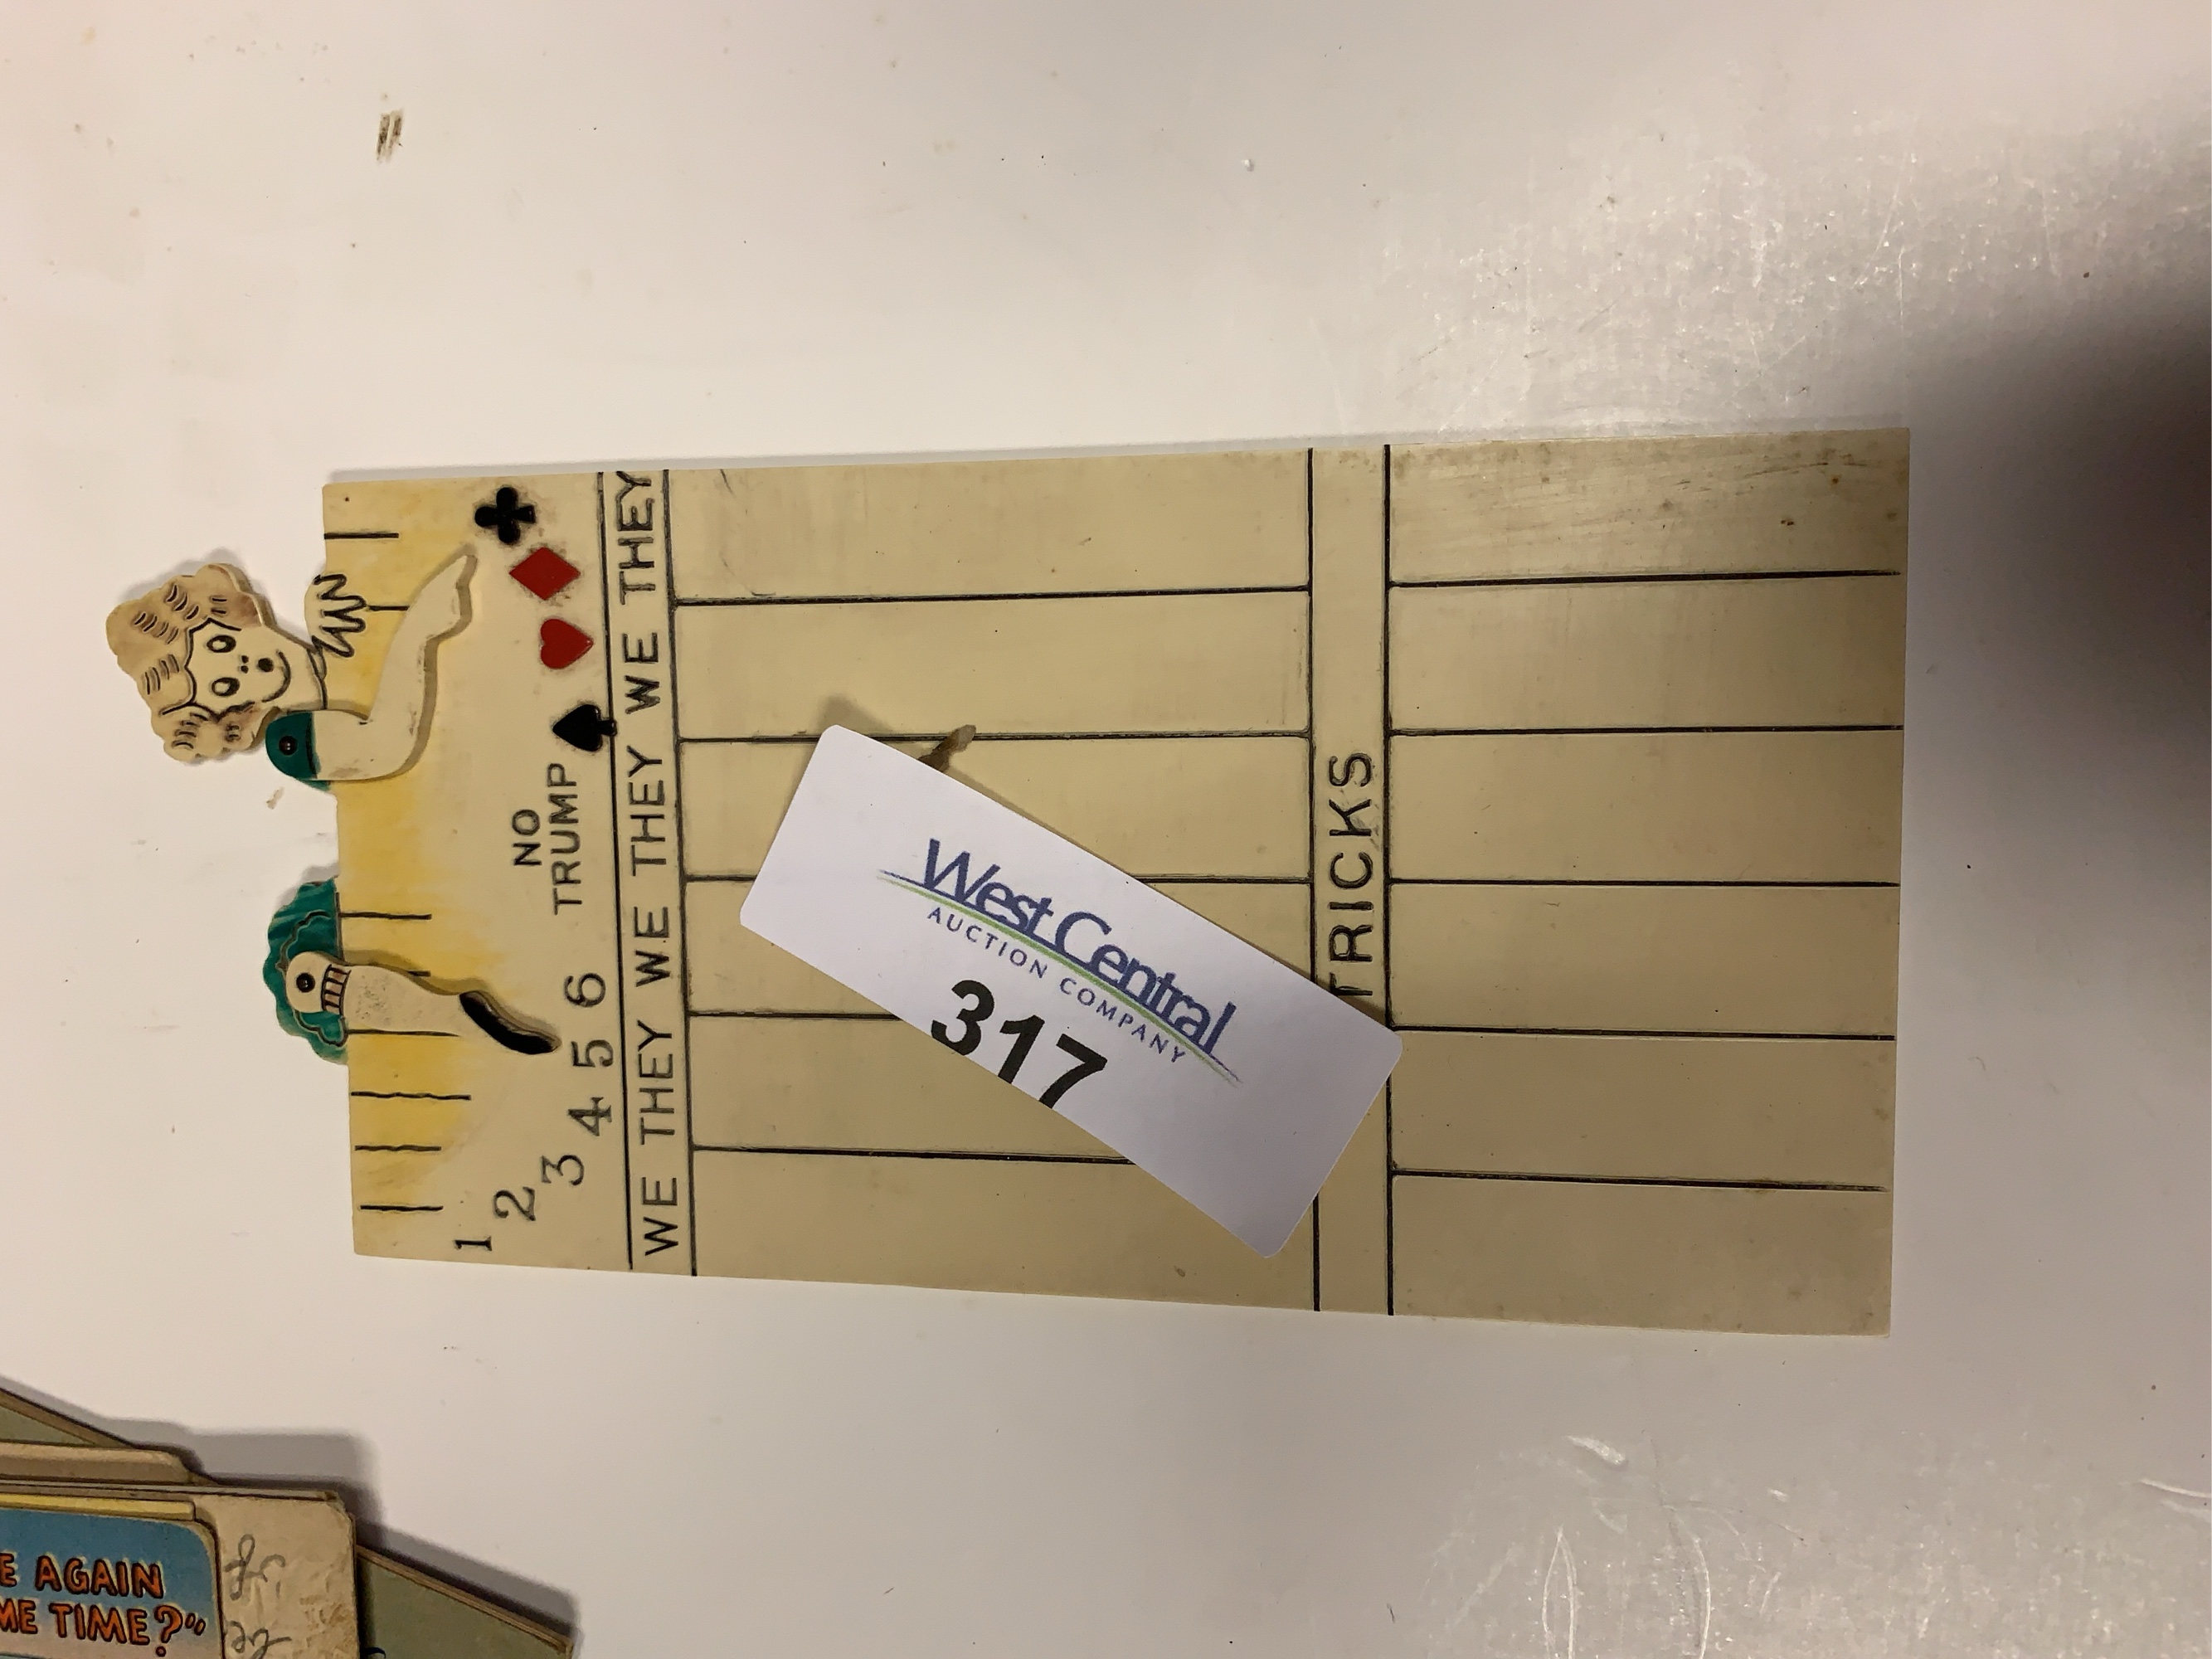 1 2 3 4 5 6
NO
TRUMP
WE THEY WE THEY WE THEY
TRICKS
West Central
AUCTION COMPANY
317
E AGAIN
ME TIME?"